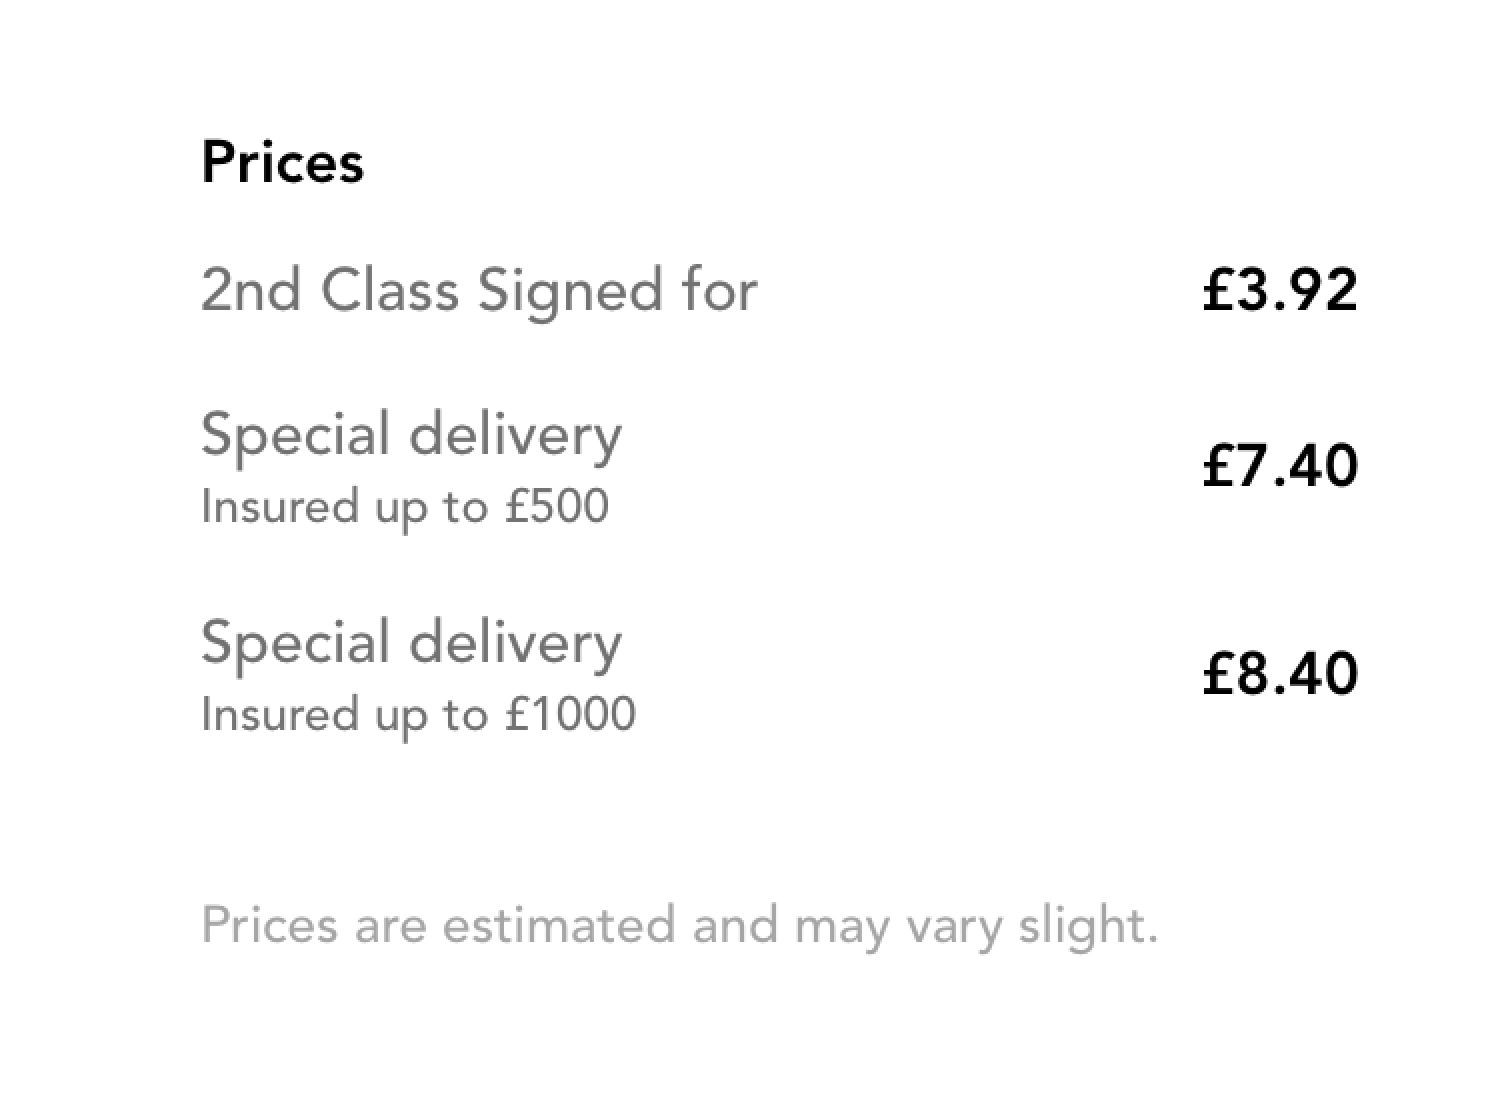 Prices
2nd Class Signed for £3.92
Special delivery
Insured up to £500
£7.40
Special delivery
Insured up to £1000
£8.40
Prices are estimated and may vary slight.